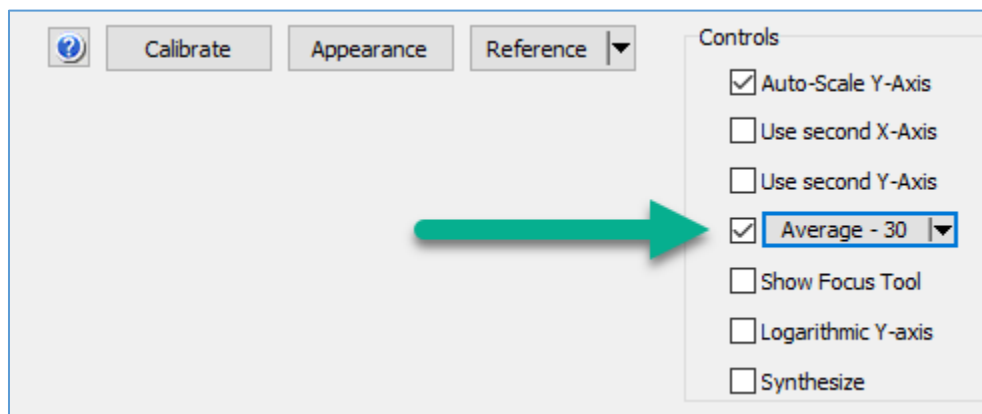 Calibrate Appearance Reference
Controls
Auto-Scale Y-Axis
Use second X-Axis
Use second Y-Axis
Average - 30
Show Focus Tool
Logarithmic Y-axis
Synthesize